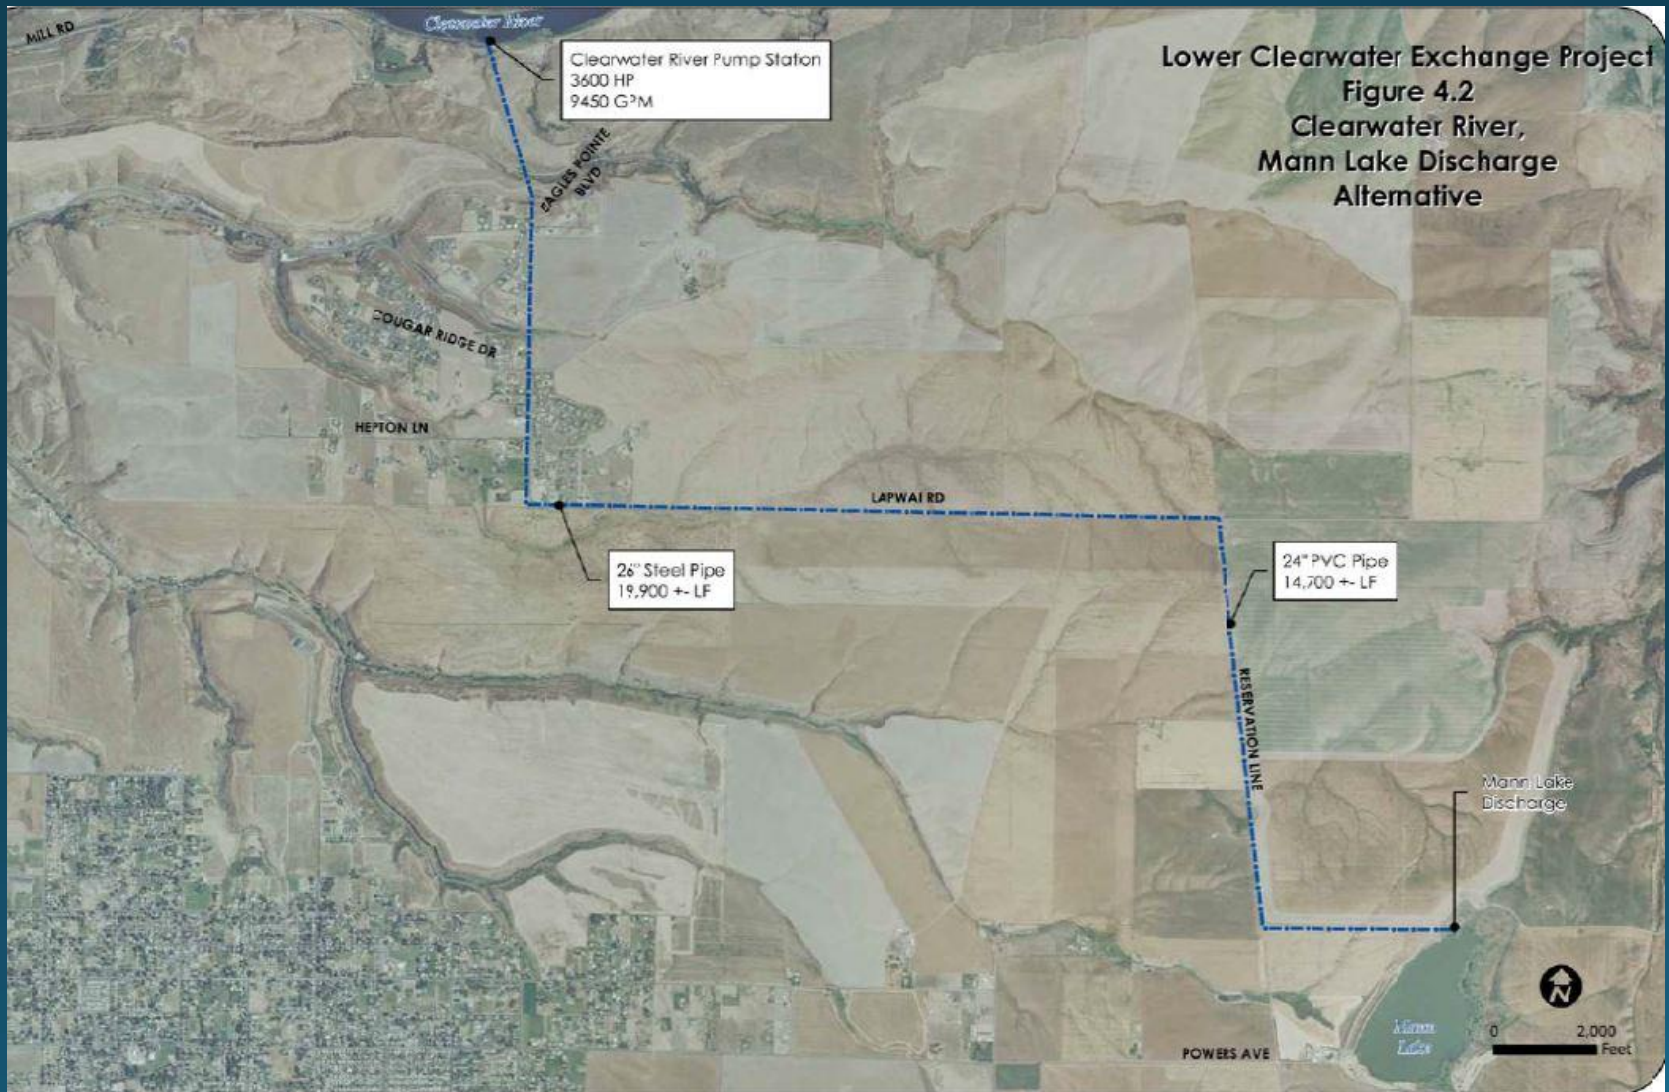 MILL RD
Clearwater River
Clearwater River Pump Station
3600 HP
9450 GPM
Lower Clearwater Exchange Project
Figure 4.2
Clearwater River,
Mann Lake Discharge
Alternative
EAGLES POINTE
BLVD
COUGAR RIDGE DR
HEPTON LN
LAPWAI RD
26" Steel Pipe
19,900 +- LF
24" PVC Pipe
14,700 +- LF
RESERVATION LINE
Mann Lake
Discharge
N
0 2,000
Feet
Mann
Lake
POWERS AVE